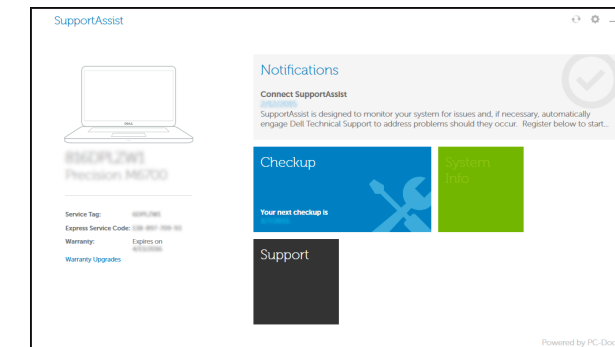 SupportAssist
Notifications
Connect SupportAssist
SupportAssist is designed to monitor your system for issues and, if necessary, automatically
engage Dell Technical Support to address problems should they occur. Register below to start...
DELL
Precision M6700
Checkup
System
Info
Your next checkup is
Service Tag:
Express Service Code:
Warranty: Expires on
Warranty Upgrades
Support
Powered by PC-Doc